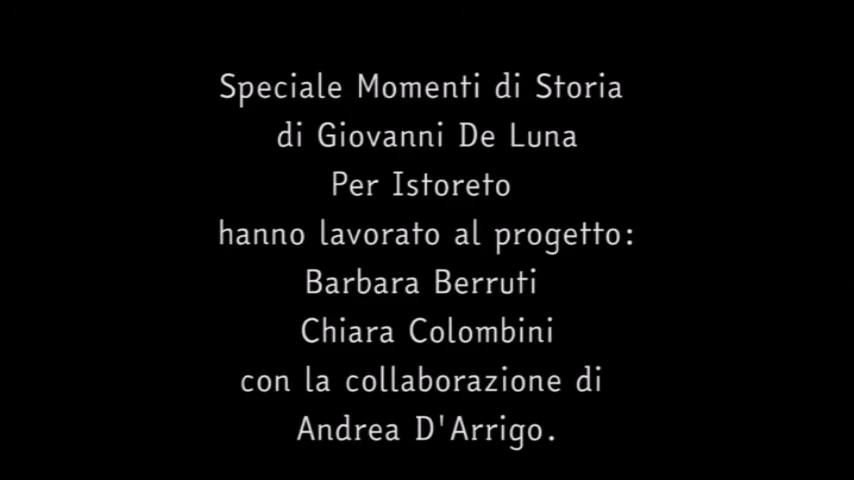 Speciale Momenti di Storia
di Giovanni De Luna
Per Istoreto
hanno lavorato al progetto:
Barbara Berruti
Chiara Colombini
con la collaborazione di
Andrea D'Arrigo.